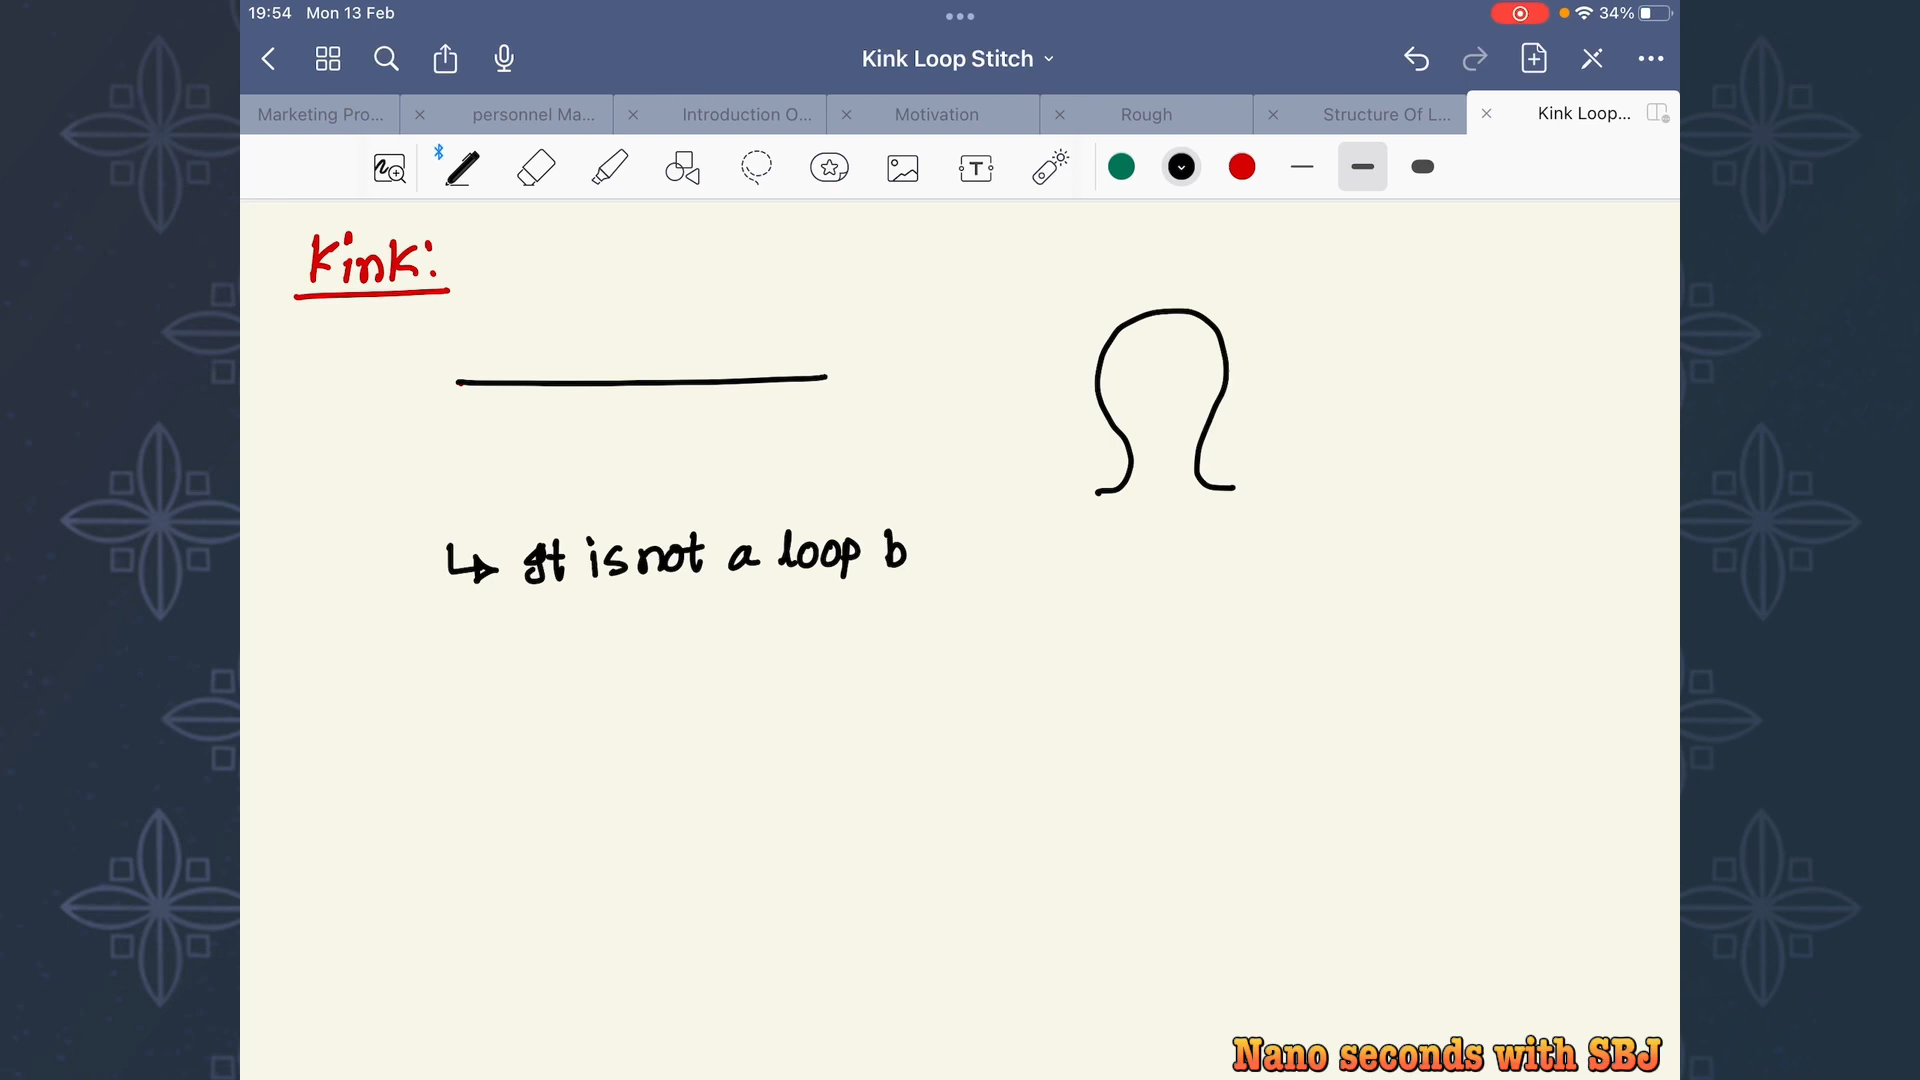 19:54 Mon 13 Feb
34%
Kink Loop Stitch
Marketing Pro...
personnel Ma...
Introduction O...
Motivation
Rough
Structure Of L...
Kink Loop...
T
Kink:
It is not a loop b
Nano seconds with SBJ